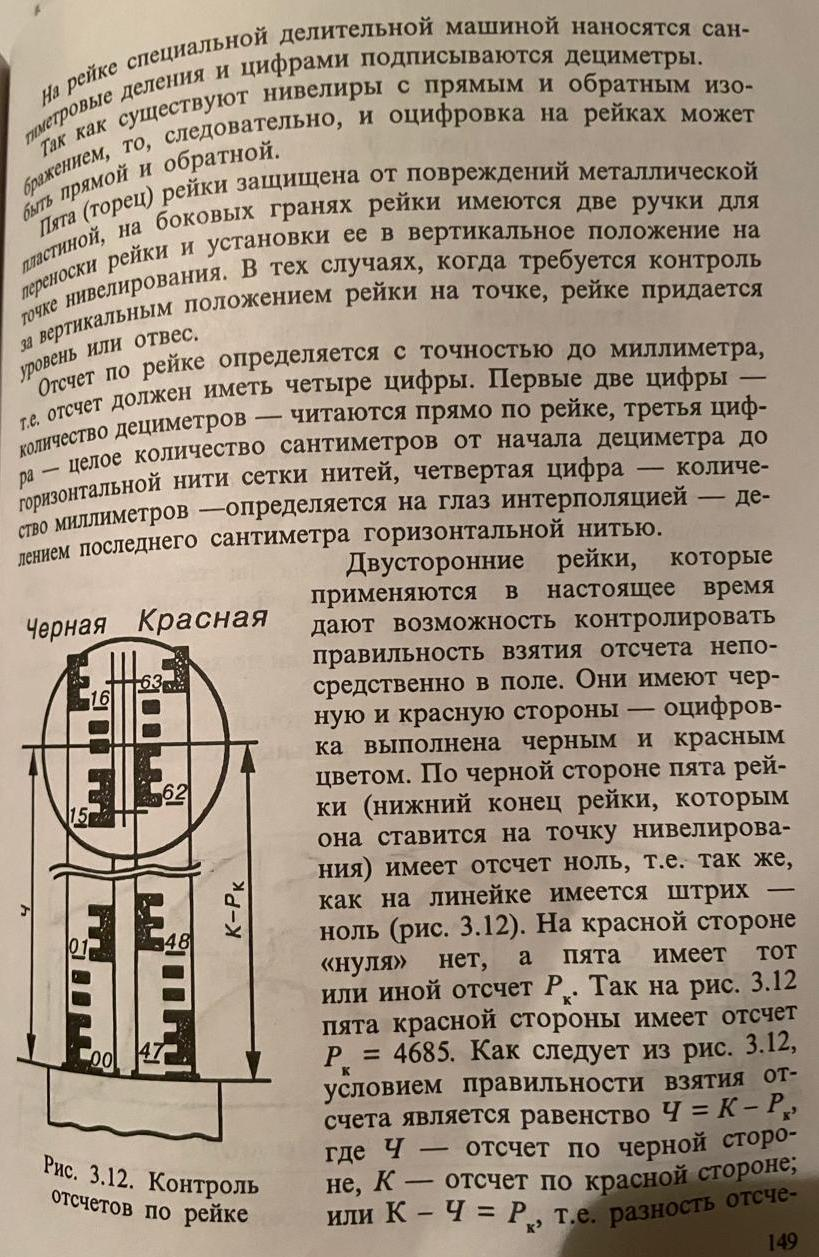 На рейке специальной делительной машиной наносятся сан-
тиметровые деления и цифрами подписываются дециметры.
Так как существуют нивелиры с прямым и обратным изо-
бражением, то, следовательно, и оцифровка на рейках может
быть прямой и обратной.
Пята (торец) рейки защищена от повреждений металлической
пластиной, на боковых гранях рейки имеются две ручки для
переноски рейки и установки ее в вертикальное положение на
точке нивелирования. В тех случаях, когда требуется контроль
за вертикальным положением рейки на точке, рейке придается
уровень или отвес.
Отсчет по рейке определяется с точностью до миллиметра,
т.е. отсчет должен иметь четыре цифры. Первые две цифры —
количество дециметров — читаются прямо по рейке, третья циф-
ра — целое количество сантиметров от начала дециметра до
горизонтальной нити сетки нитей, четвертая цифра — количе-
ство миллиметров —определяется на глаз интерполяцией — де-
лением последнего сантиметра горизонтальной нитью.
Двусторонние рейки, которые
применяются в настоящее время
дают возможность контролировать
правильность взятия отсчета непо-
средственно в поле. Они имеют чер-
ную и красную стороны — оцифров-
ка выполнена черным и красным
цветом. По черной стороне пята рей-
ки (нижний конец рейки, которым
она ставится на точку нивелирова-
ния) имеет отсчет ноль, т.е. так же,
как на линейке имеется штрих —
ноль (рис. 3.12). На красной стороне
«нуля» нет, а пята имеет тот
или иной отсчет Рк. Так на рис. 3.12
пята красной стороны имеет отсчет
Рк = 4685. Как следует из рис. 3.12,
условием правильности взятия от-
счета является равенство Ч = К – Рк,
где Ч — отсчет по черной сторо-
не, К — отсчет по красной стороне;
или К – Ч = Рк, т.е. разность отсче-
Черная Красная
16 63
15 62
Ч
К–Рк
01 48
00 47
Рис. 3.12. Контроль
отсчетов по рейке
149